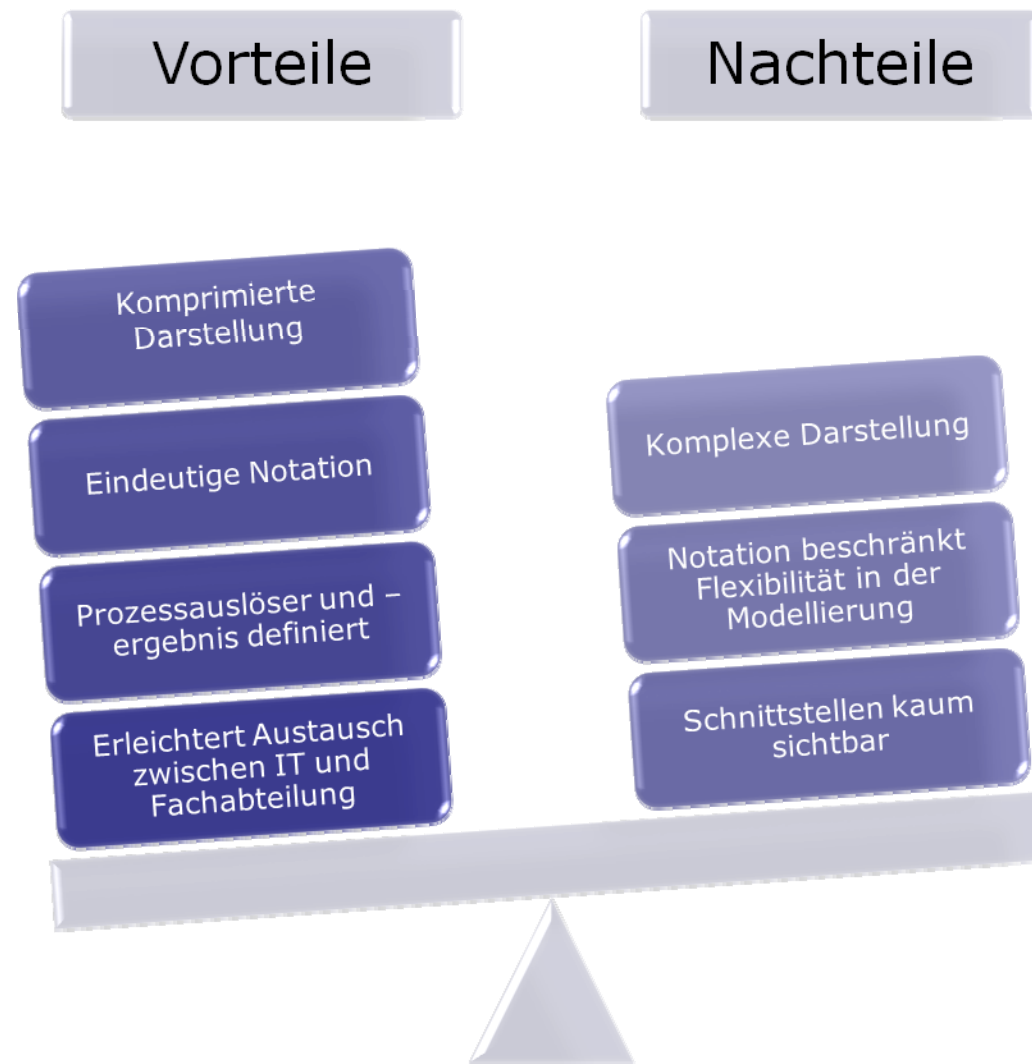 Vorteile
Nachteile
Komprimierte
Darstellung
Eindeutige Notation
Prozessauslöser und –
ergebnis definiert
Erleichtert Austausch
zwischen IT und
Fachabteilung
Komplexe Darstellung
Notation beschränkt
Flexibilität in der
Modellierung
Schnittstellen kaum
sichtbar